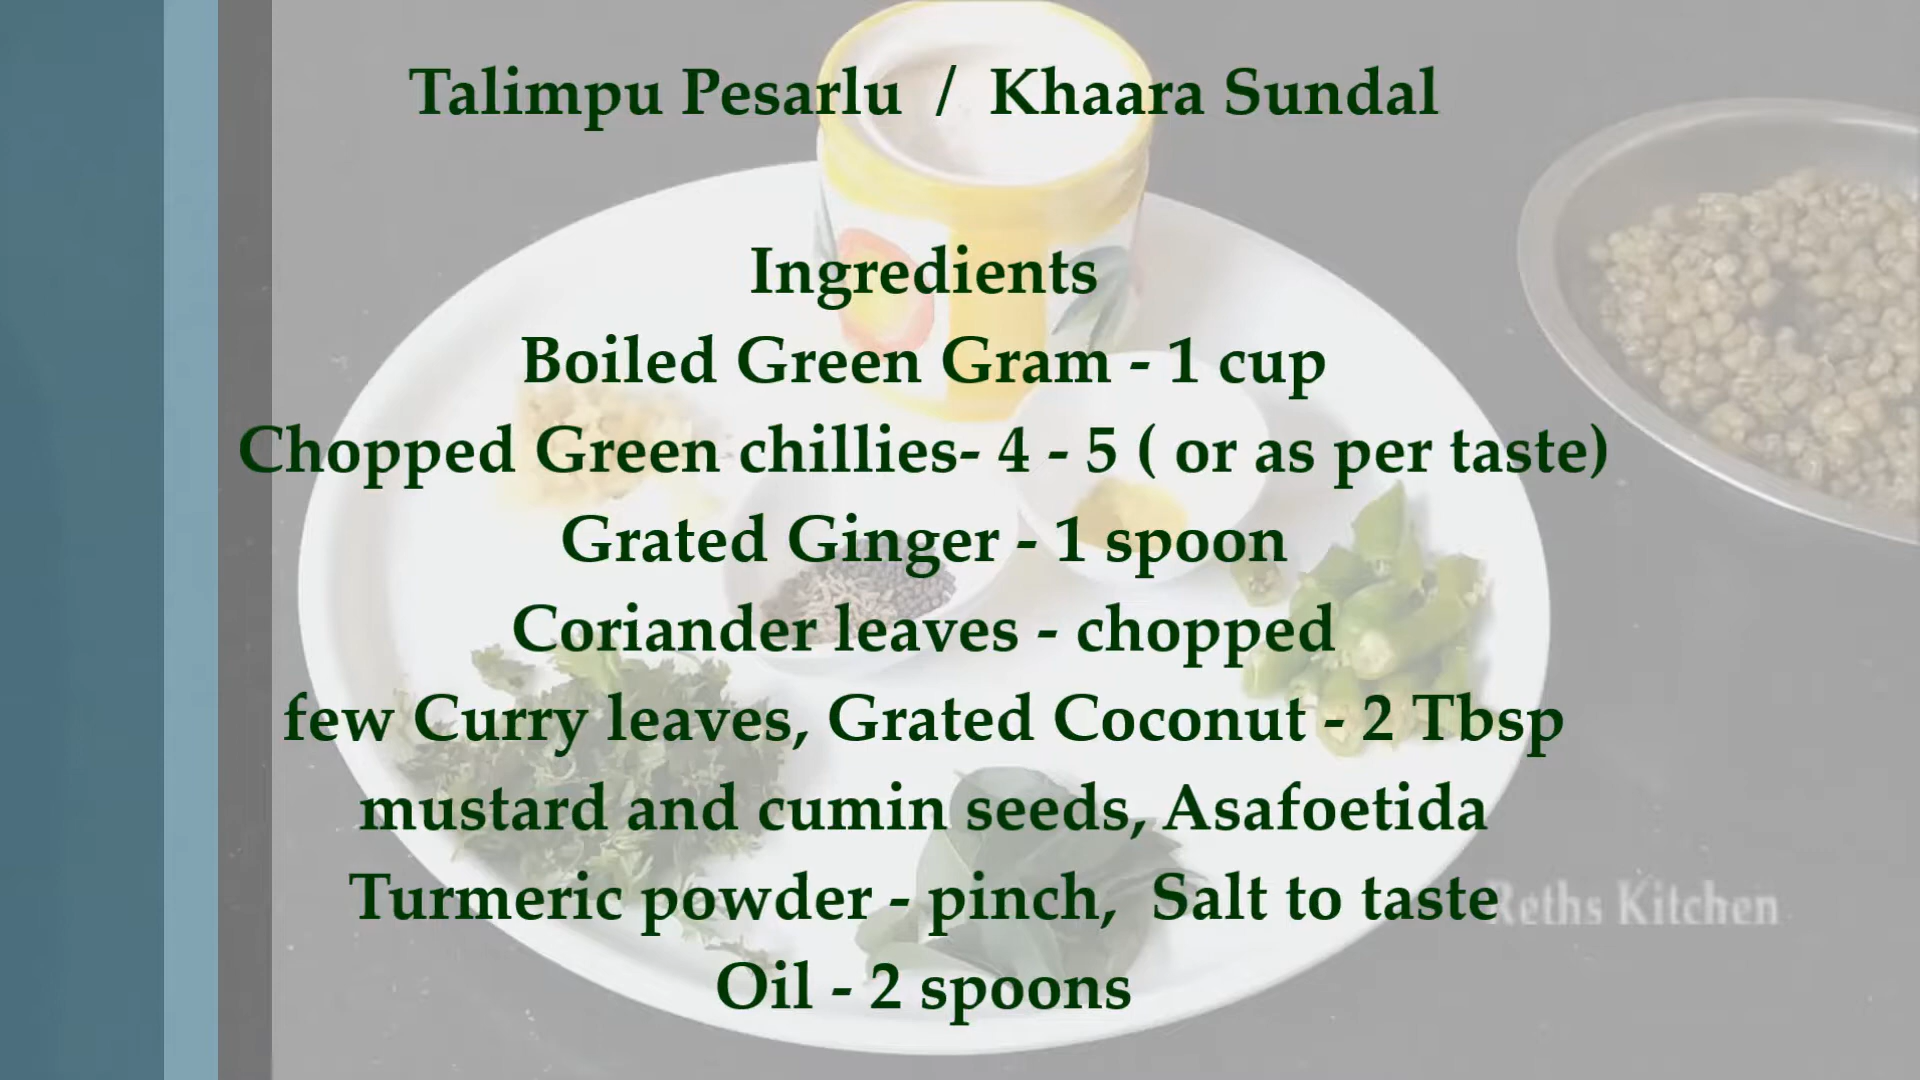 Talimpu Pesarlu / Khaara Sundal
Ingredients
Boiled Green Gram - 1 cup
Chopped Green chillies- 4 - 5 ( or as per taste)
Grated Ginger - 1 spoon
Coriander leaves - chopped
few Curry leaves, Grated Coconut - 2 Tbsp
mustard and cumin seeds, Asafoetida
Turmeric powder - pinch, Salt to taste
Reths Kitchen
Oil - 2 spoons